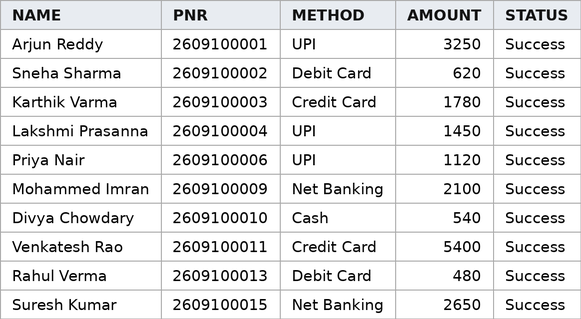 NAME PNR METHOD AMOUNT STATUS
Arjun Reddy 2609100001 UPI 3250 Success
Sneha Sharma 2609100002 Debit Card 620 Success
Karthik Varma 2609100003 Credit Card 1780 Success
Lakshmi Prasanna 2609100004 UPI 1450 Success
Priya Nair 2609100006 UPI 1120 Success
Mohammed Imran 2609100009 Net Banking 2100 Success
Divya Chowdary 2609100010 Cash 540 Success
Venkatesh Rao 2609100011 Credit Card 5400 Success
Rahul Verma 2609100013 Debit Card 480 Success
Suresh Kumar 2609100015 Net Banking 2650 Success